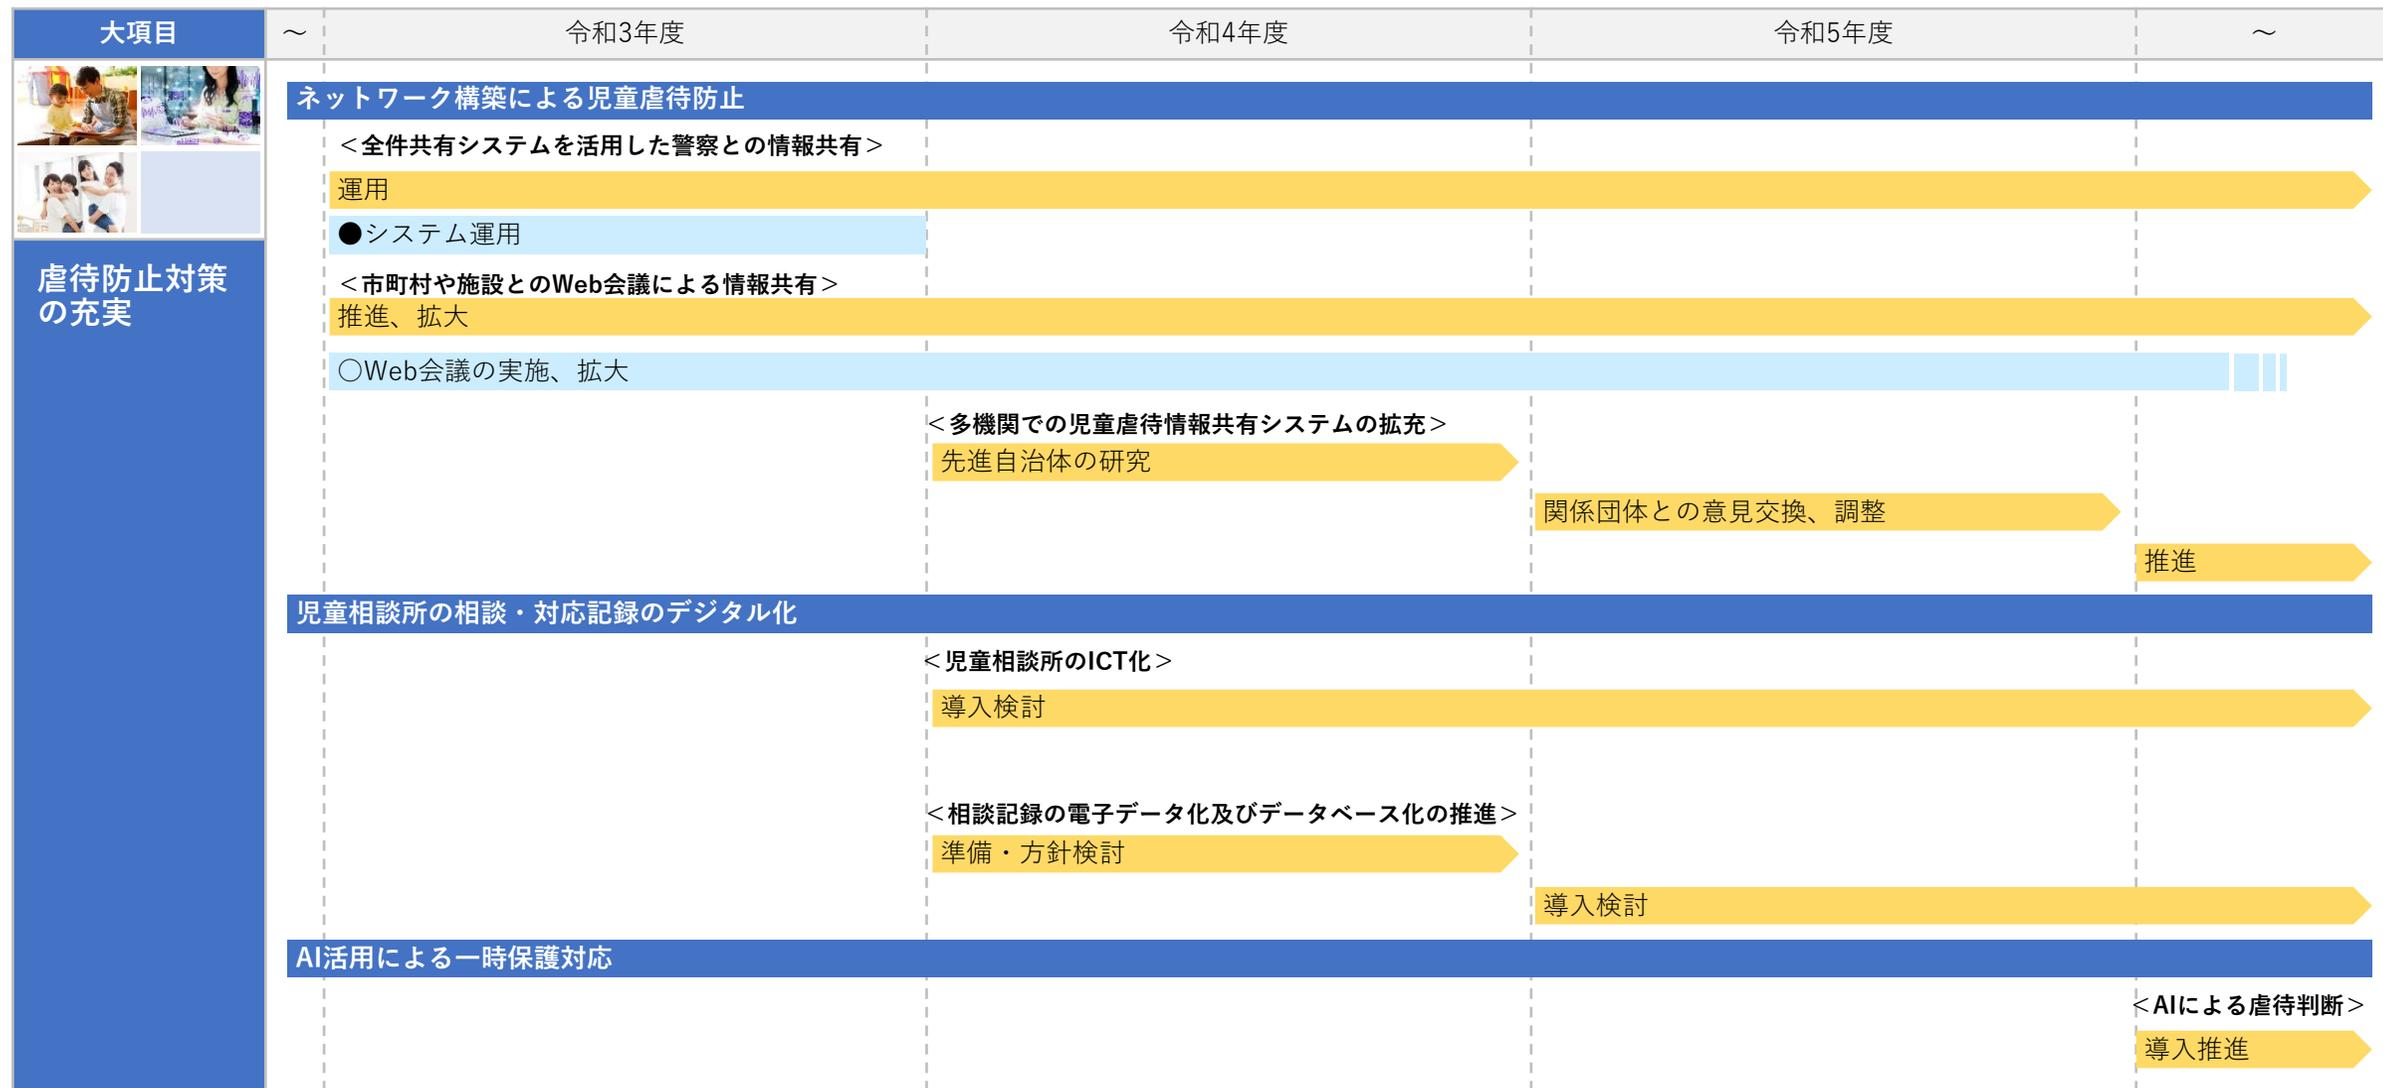 大項目
～
令和3年度
令和4年度
令和5年度
～
虐待防止対策
の充実
ネットワーク構築による児童虐待防止
＜全件共有システムを活用した警察との情報共有＞
運用
●システム運用
＜市町村や施設とのWeb会議による情報共有＞
推進、拡大
○Web会議の実施、拡大
＜多機関での児童虐待情報共有システムの拡充＞
先進自治体の研究
関係団体との意見交換、調整
推進
児童相談所の相談・対応記録のデジタル化
＜児童相談所のICT化＞
導入検討
＜相談記録の電子データ化及びデータベース化の推進＞
準備・方針検討
導入検討
AI活用による一時保護対応
＜AIによる虐待判断＞
導入推進